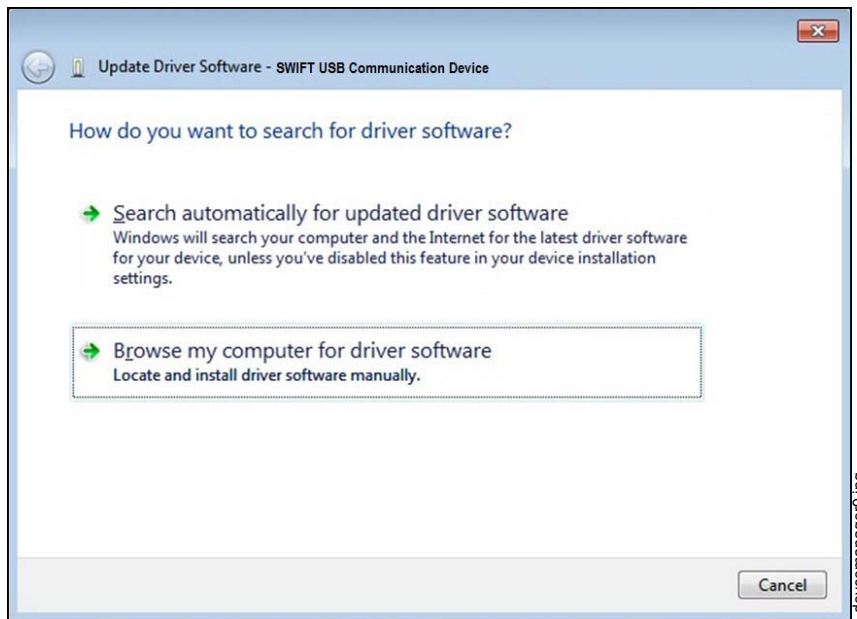 Update Driver Software - SWIFT USB Communication Device
How do you want to search for driver software?
Search automatically for updated driver software
Windows will search your computer and the Internet for the latest driver software
for your device, unless you've disabled this feature in your device installation
settings.
Browse my computer for driver software
Locate and install driver software manually.
Cancel